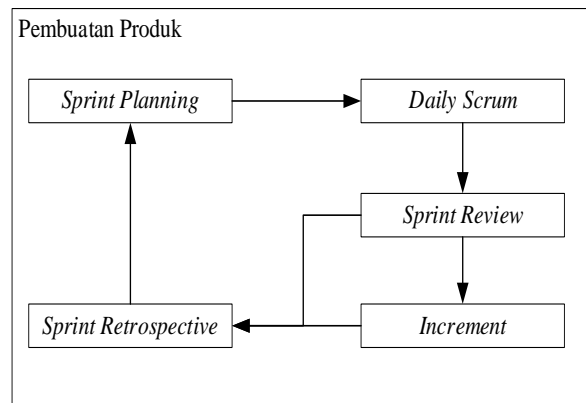 Pembuatan Produk
Sprint Planning
Daily Scrum
Sprint Review
Sprint Retrospective
Increment